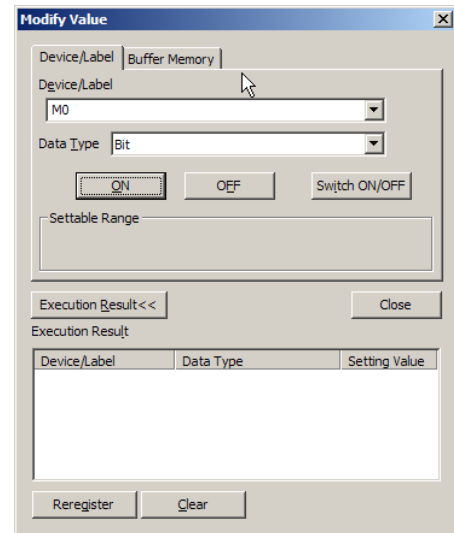 Modify Value
Device/Label Buffer Memory
Device/Label
M0
Data Type Bit
ON OFF Switch ON/OFF
Settable Range
Execution Result<< Close
Execution Result
Device/Label Data Type Setting Value
Reregister Clear